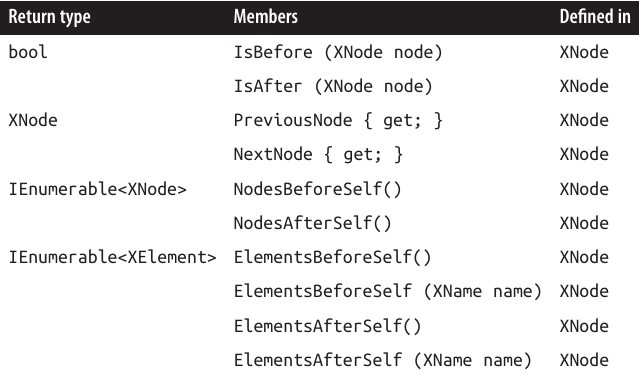 Return type Members Defined in
bool IsBefore (XNode node) XNode
IsAfter (XNode node) XNode
XNode PreviousNode { get; } XNode
NextNode { get; } XNode
IEnumerable<XNode> NodesBeforeSelf() XNode
NodesAfterSelf() XNode
IEnumerable<XElement> ElementsBeforeSelf() XNode
ElementsBeforeSelf (XName name) XNode
ElementsAfterSelf() XNode
ElementsAfterSelf (XName name) XNode